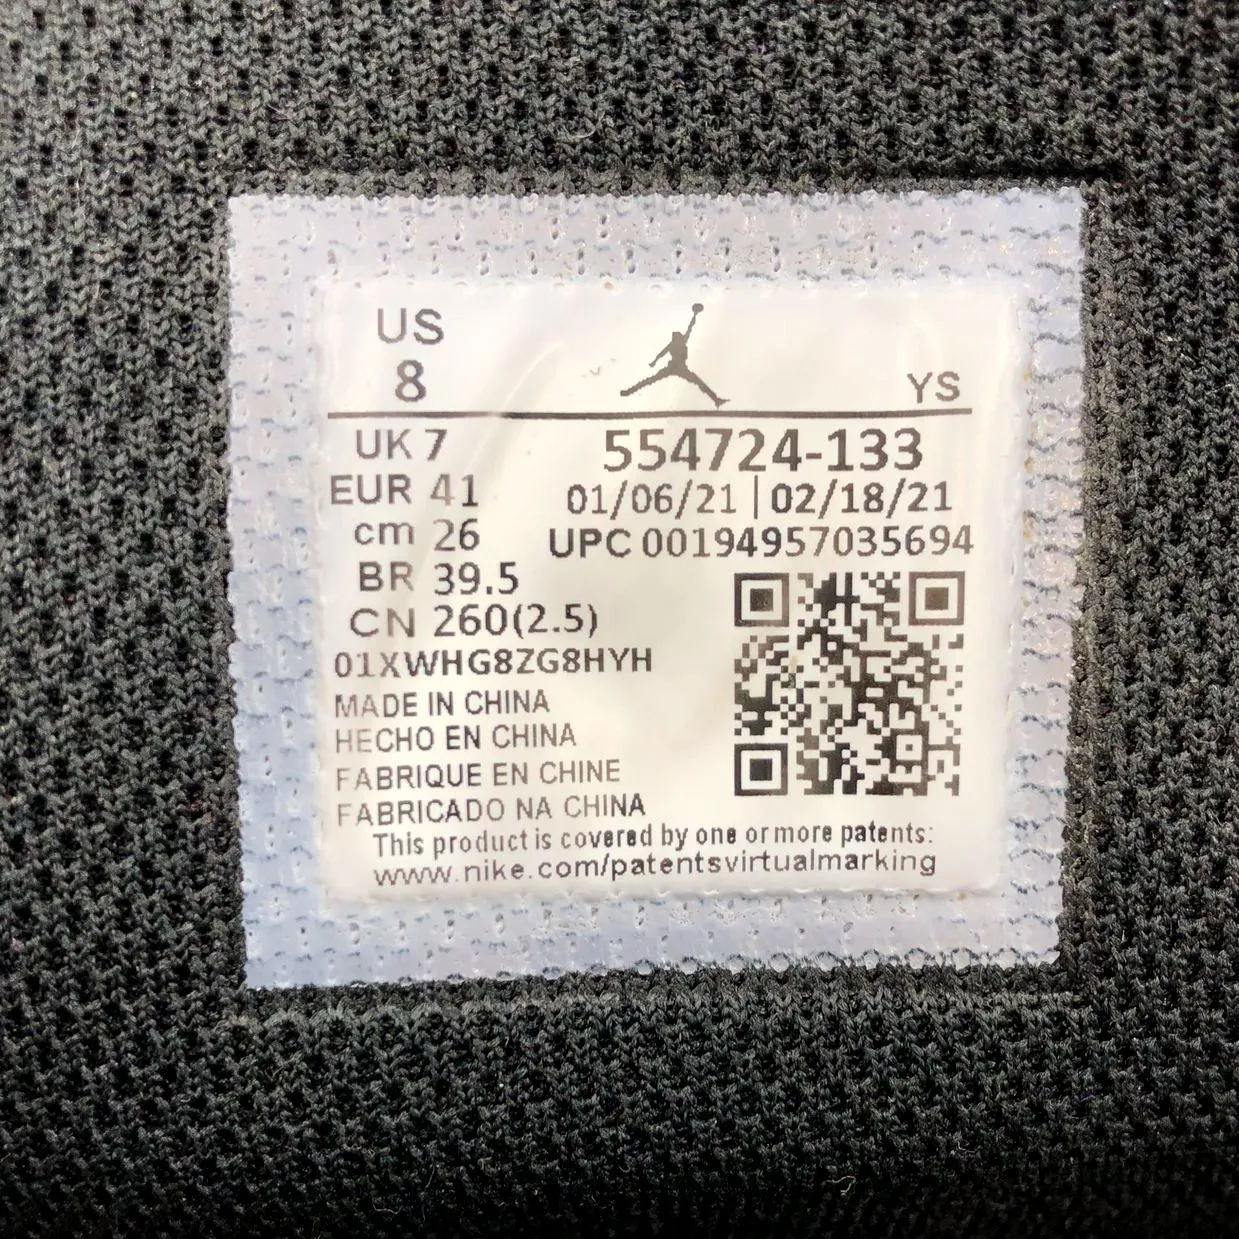 US
8
YS
UK 7
554724-133
EUR 41
01/06/21 | 02/18/21
cm 26
UPC 00194957035694
BR 39.5
CN 260(2.5)
01XWHG8ZG8HYH
MADE IN CHINA
HECHO EN CHINA
FABRIQUE EN CHINE
FABRICADO NA CHINA
This product is covered by one or more patents:
www.nike.com/patentsvirtualmarking